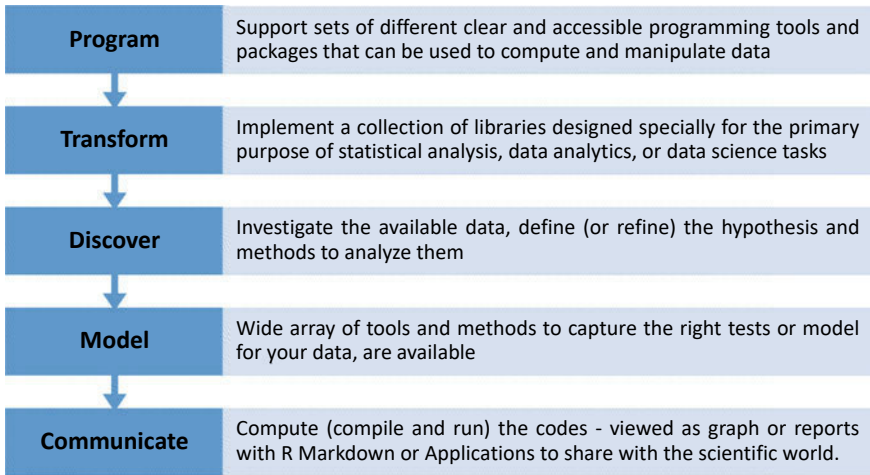 Program
Support sets of different clear and accessible programming tools and
packages that can be used to compute and manipulate data
Transform
Implement a collection of libraries designed specially for the primary
purpose of statistical analysis, data analytics, or data science tasks
Discover
Investigate the available data, define (or refine) the hypothesis and
methods to analyze them
Model
Wide array of tools and methods to capture the right tests or model
for your data, are available
Communicate
Compute (compile and run) the codes - viewed as graph or reports
with R Markdown or Applications to share with the scientific world.